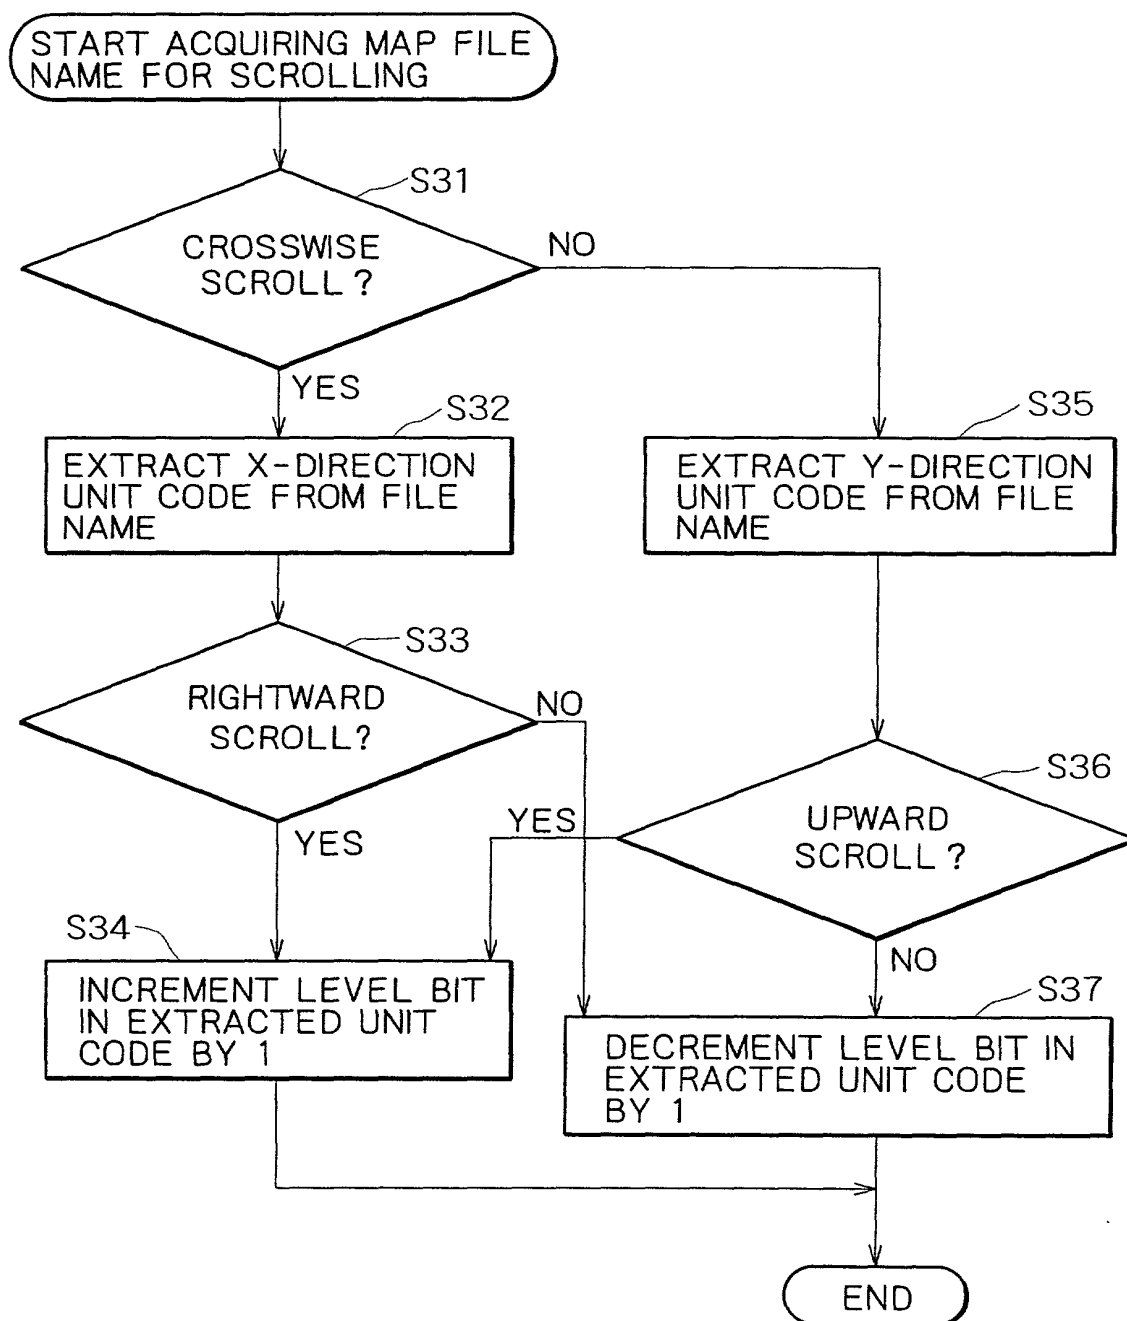 START ACQUIRING MAP FILE
NAME FOR SCROLLING
S31
CROSSWISE
SCROLL?
NO
YES
S32
EXTRACT X-DIRECTION
UNIT CODE FROM FILE
NAME
S35
EXTRACT Y-DIRECTION
UNIT CODE FROM FILE
NAME
S33
RIGHTWARD
SCROLL?
NO
YES
S36
UPWARD
SCROLL?
YES
NO
S34
INCREMENT LEVEL BIT
IN EXTRACTED UNIT
CODE BY 1
S37
DECREMENT LEVEL BIT IN
EXTRACTED UNIT CODE
BY 1
END